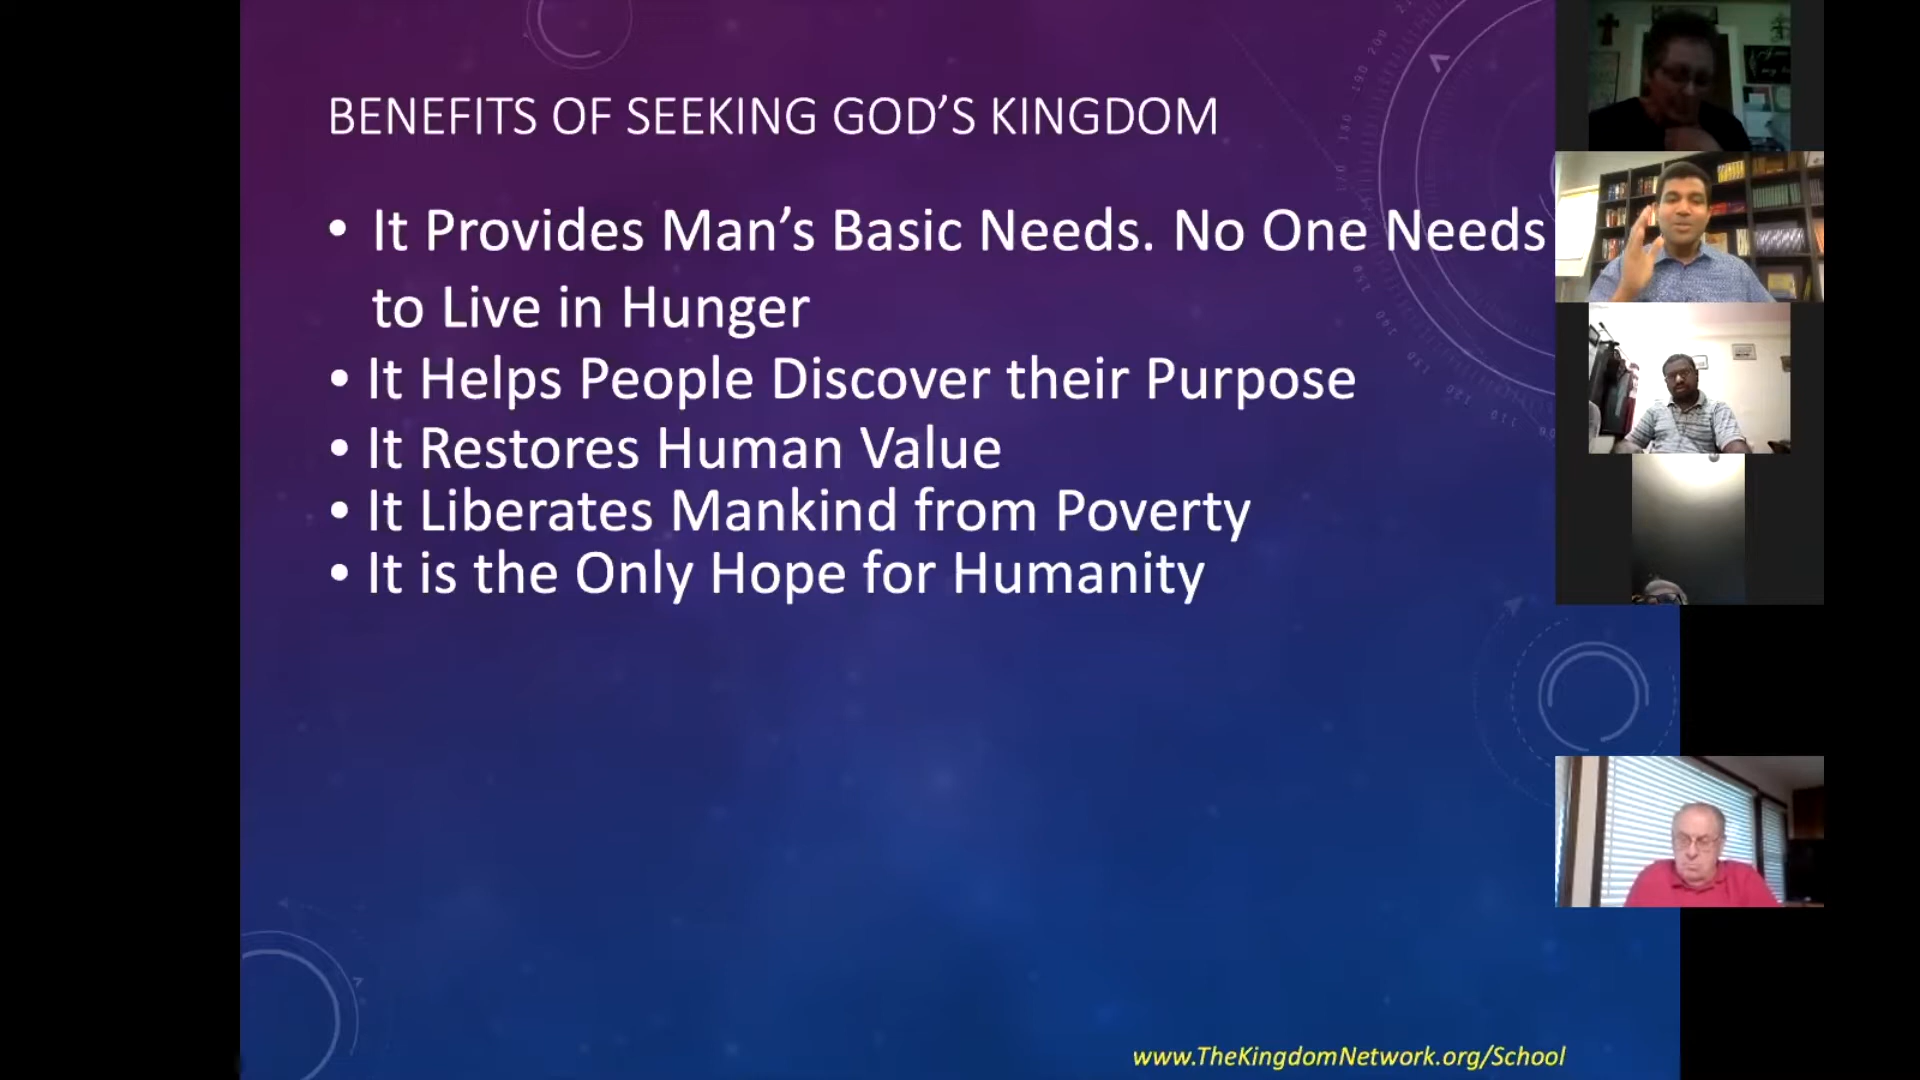 BENEFITS OF SEEKING GOD'S KINGDOM
• It Provides Man's Basic Needs. No One Needs
to Live in Hunger
• It Helps People Discover their Purpose
• It Restores Human Value
• It Liberates Mankind from Poverty
• It is the Only Hope for Humanity
www.TheKingdomNetwork.org/School